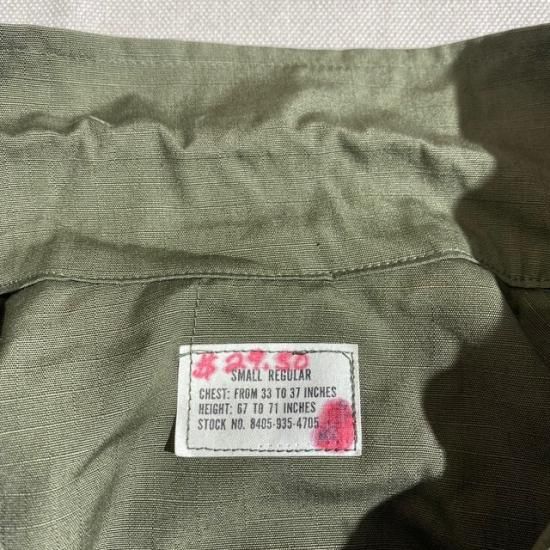 $29.50
SMALL REGULAR
CHEST: FROM 33 TO 37 INCHES
HEIGHT: 67 TO 71 INCHES
STOCK NO. 8405-935-4705